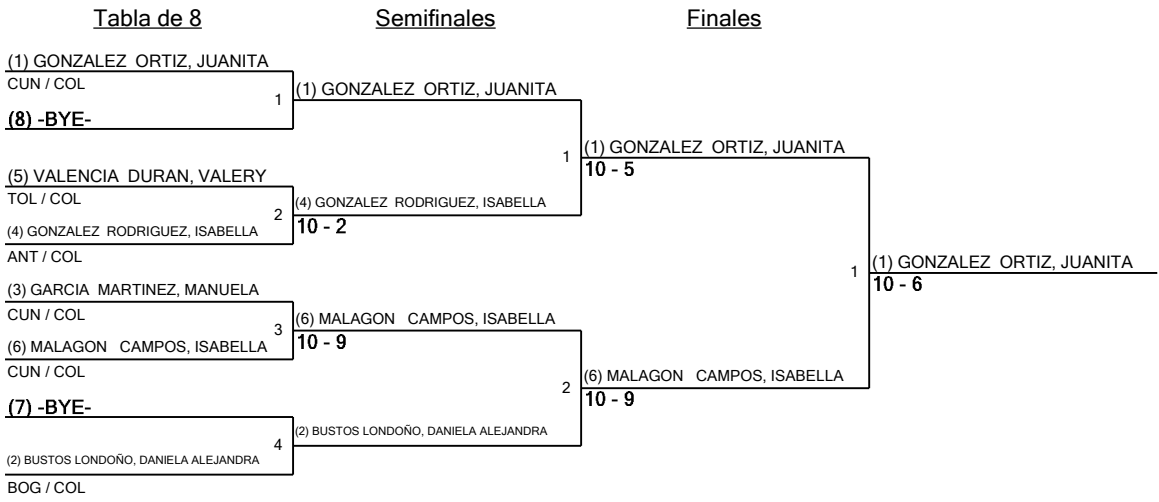 Tabla de 8
Semifinales
Finales
(1) GONZALEZ ORTIZ, JUANITA
CUN / COL
1
(8) -BYE-
(5) VALENCIA DURAN, VALERY
TOL / COL
2
(4) GONZALEZ RODRIGUEZ, ISABELLA
ANT / COL
(3) GARCIA MARTINEZ, MANUELA
CUN / COL
3
(6) MALAGON CAMPOS, ISABELLA
CUN / COL
(7) -BYE-
4
(2) BUSTOS LONDOÑO, DANIELA ALEJANDRA
BOG / COL
(1) GONZALEZ ORTIZ, JUANITA
1
(4) GONZALEZ RODRIGUEZ, ISABELLA
10 - 2
(6) MALAGON CAMPOS, ISABELLA
10 - 9
2
(2) BUSTOS LONDOÑO, DANIELA ALEJANDRA
(1) GONZALEZ ORTIZ, JUANITA
10 - 5
1
(6) MALAGON CAMPOS, ISABELLA
10 - 9
(1) GONZALEZ ORTIZ, JUANITA
10 - 6